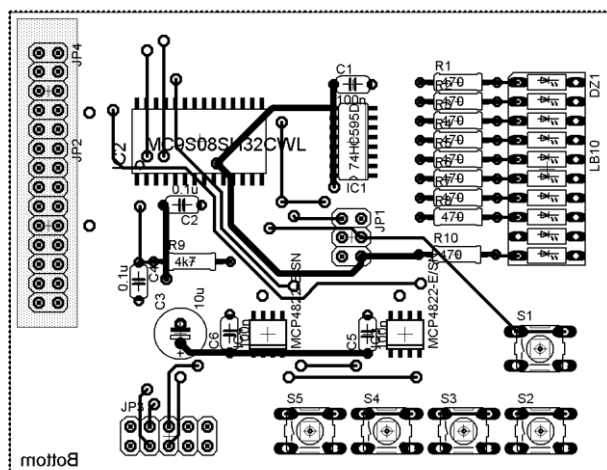 JP4
JP2
C1
100n
R1
470
470
470
470
470
470
470
470
DZ1
LB10
MC9S08SH32CWL
IC2
74HC595D
IC1
0.1u
C2
JP1
R9
4k7
R10
470
0.1u
C4
C3
10u
C6
MCP4822-E/SN
C5
100n
MCP4822-E/SN
S1
JP3
S5
S4
S3
S2
Bottom